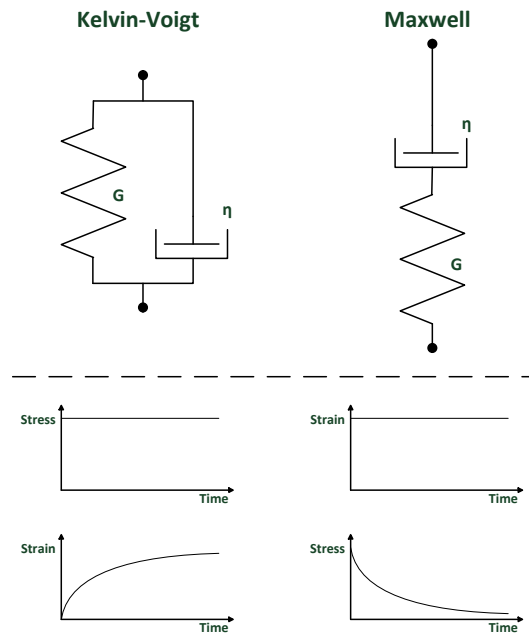 Kelvin-Voigt
Maxwell
η
η
G
G
Stress
Time
Strain
Time
Strain
Time
Stress
Time